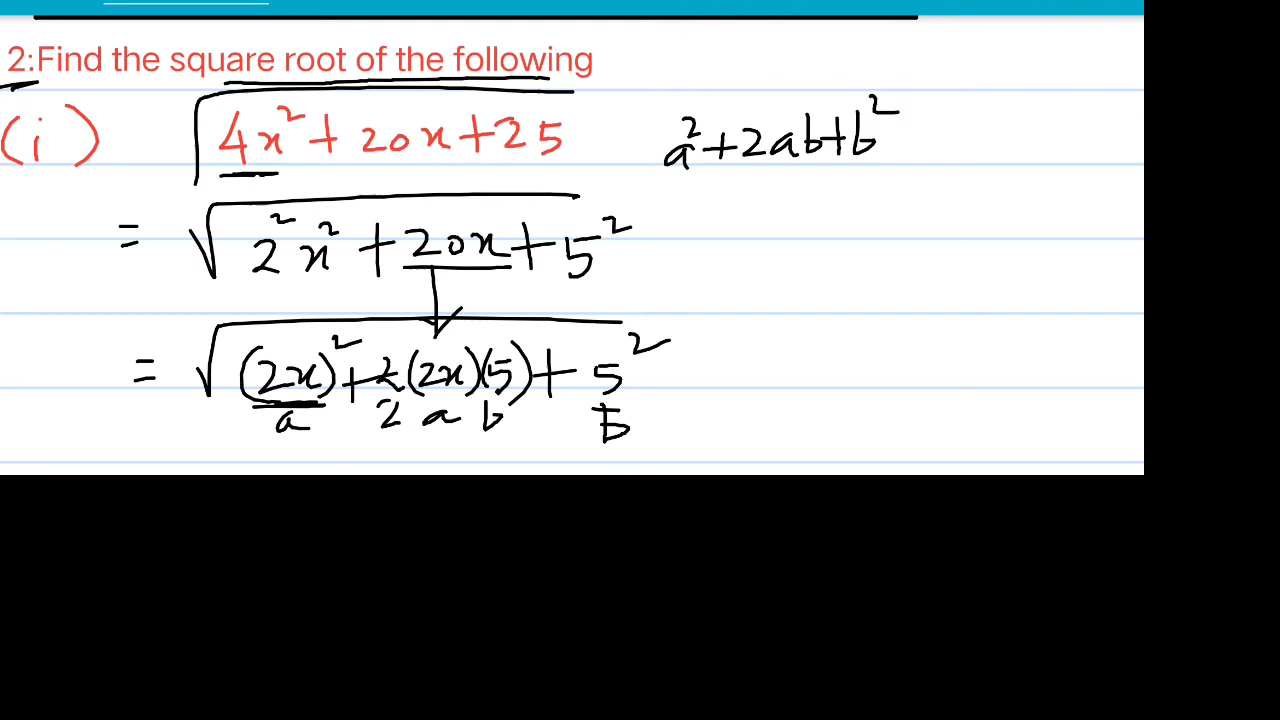 2:Find the square root of the following
(i) √4x²+20x+25 a²+2ab+b²
= √2²x²+20x+5²
= √(2x)²+2(2x)(5)+5²
a 2 a b b